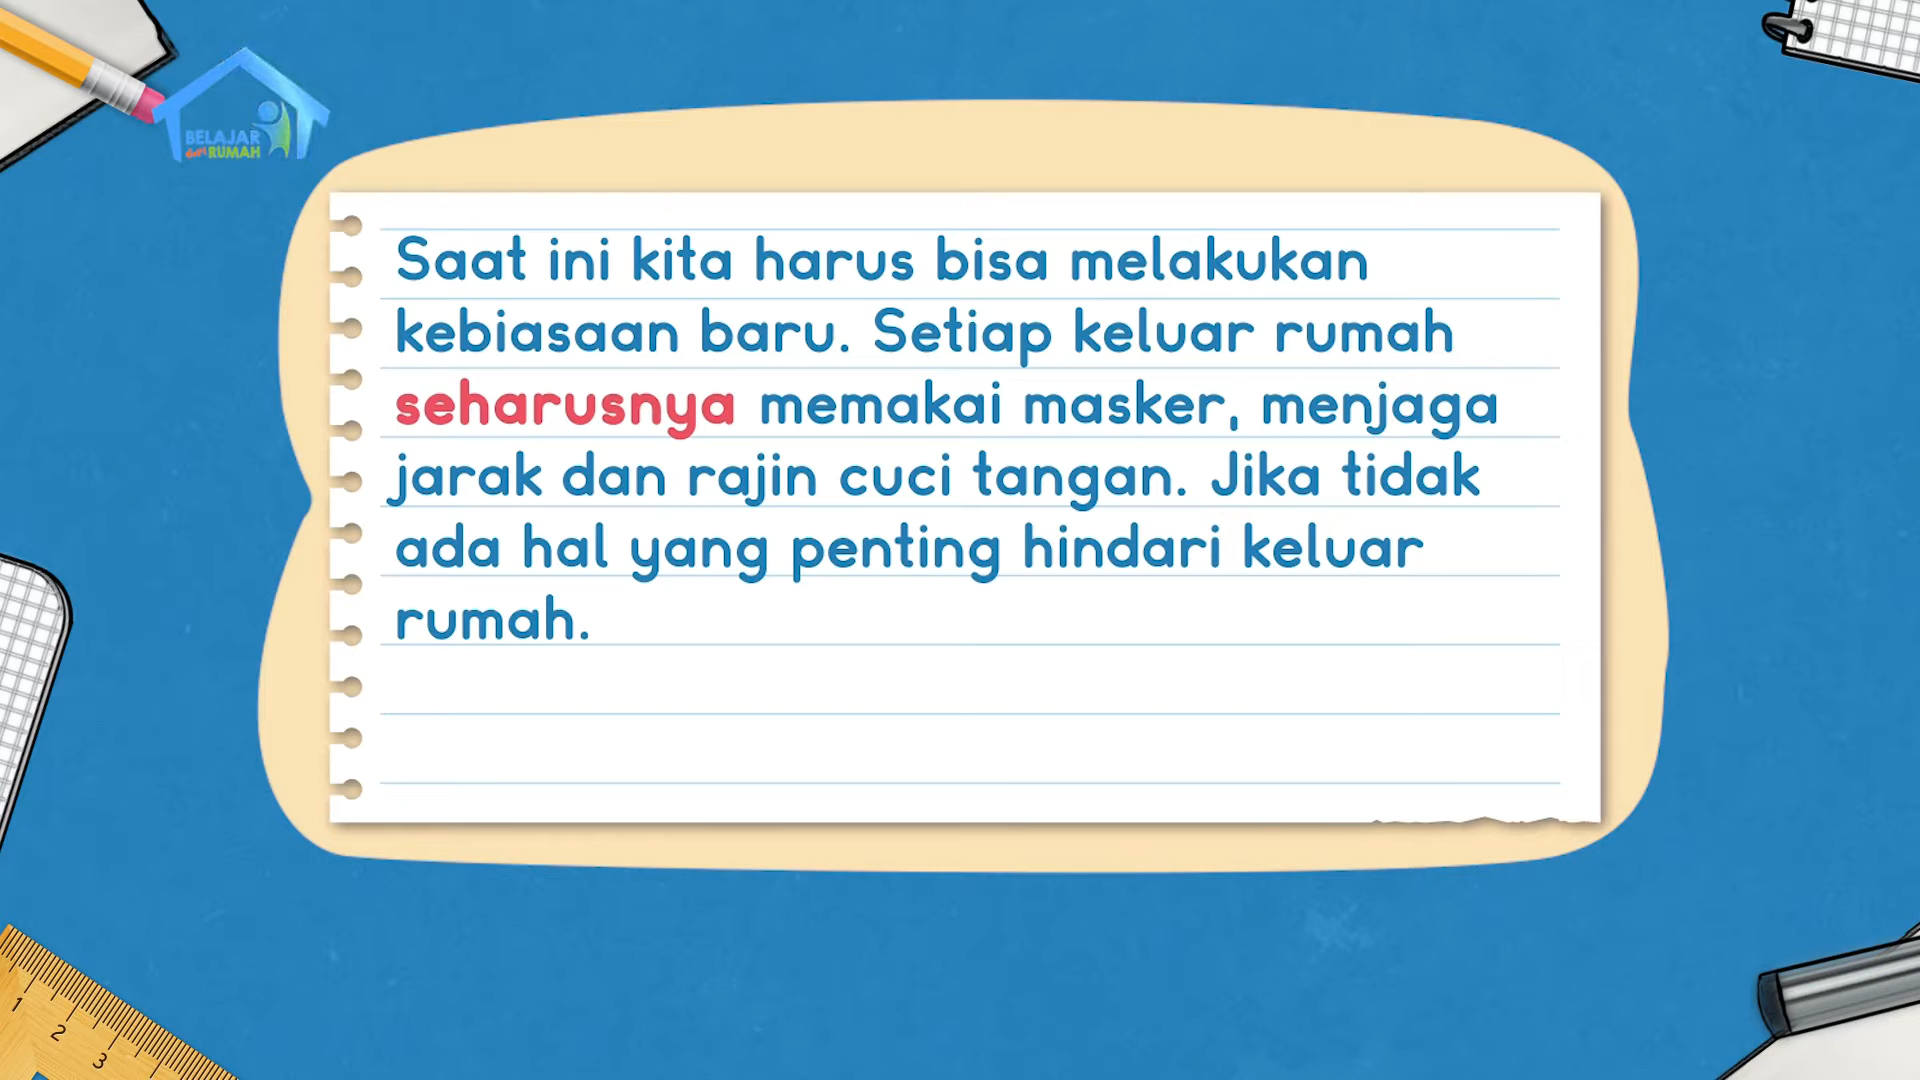 BELAJAR
dari RUMAH
Saat ini kita harus bisa melakukan
kebiasaan baru. Setiap keluar rumah
seharusnya memakai masker, menjaga
jarak dan rajin cuci tangan. Jika tidak
ada hal yang penting hindari keluar
rumah.
1
2
3